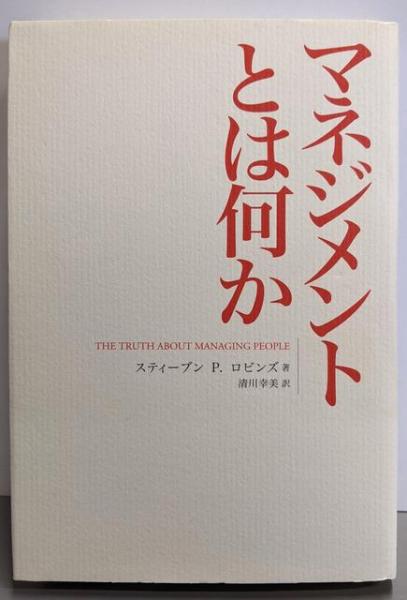 マネジメント
とは何か
THE TRUTH ABOUT MANAGING PEOPLE
スティーブン P. ロビンズ 著
清川幸美 訳